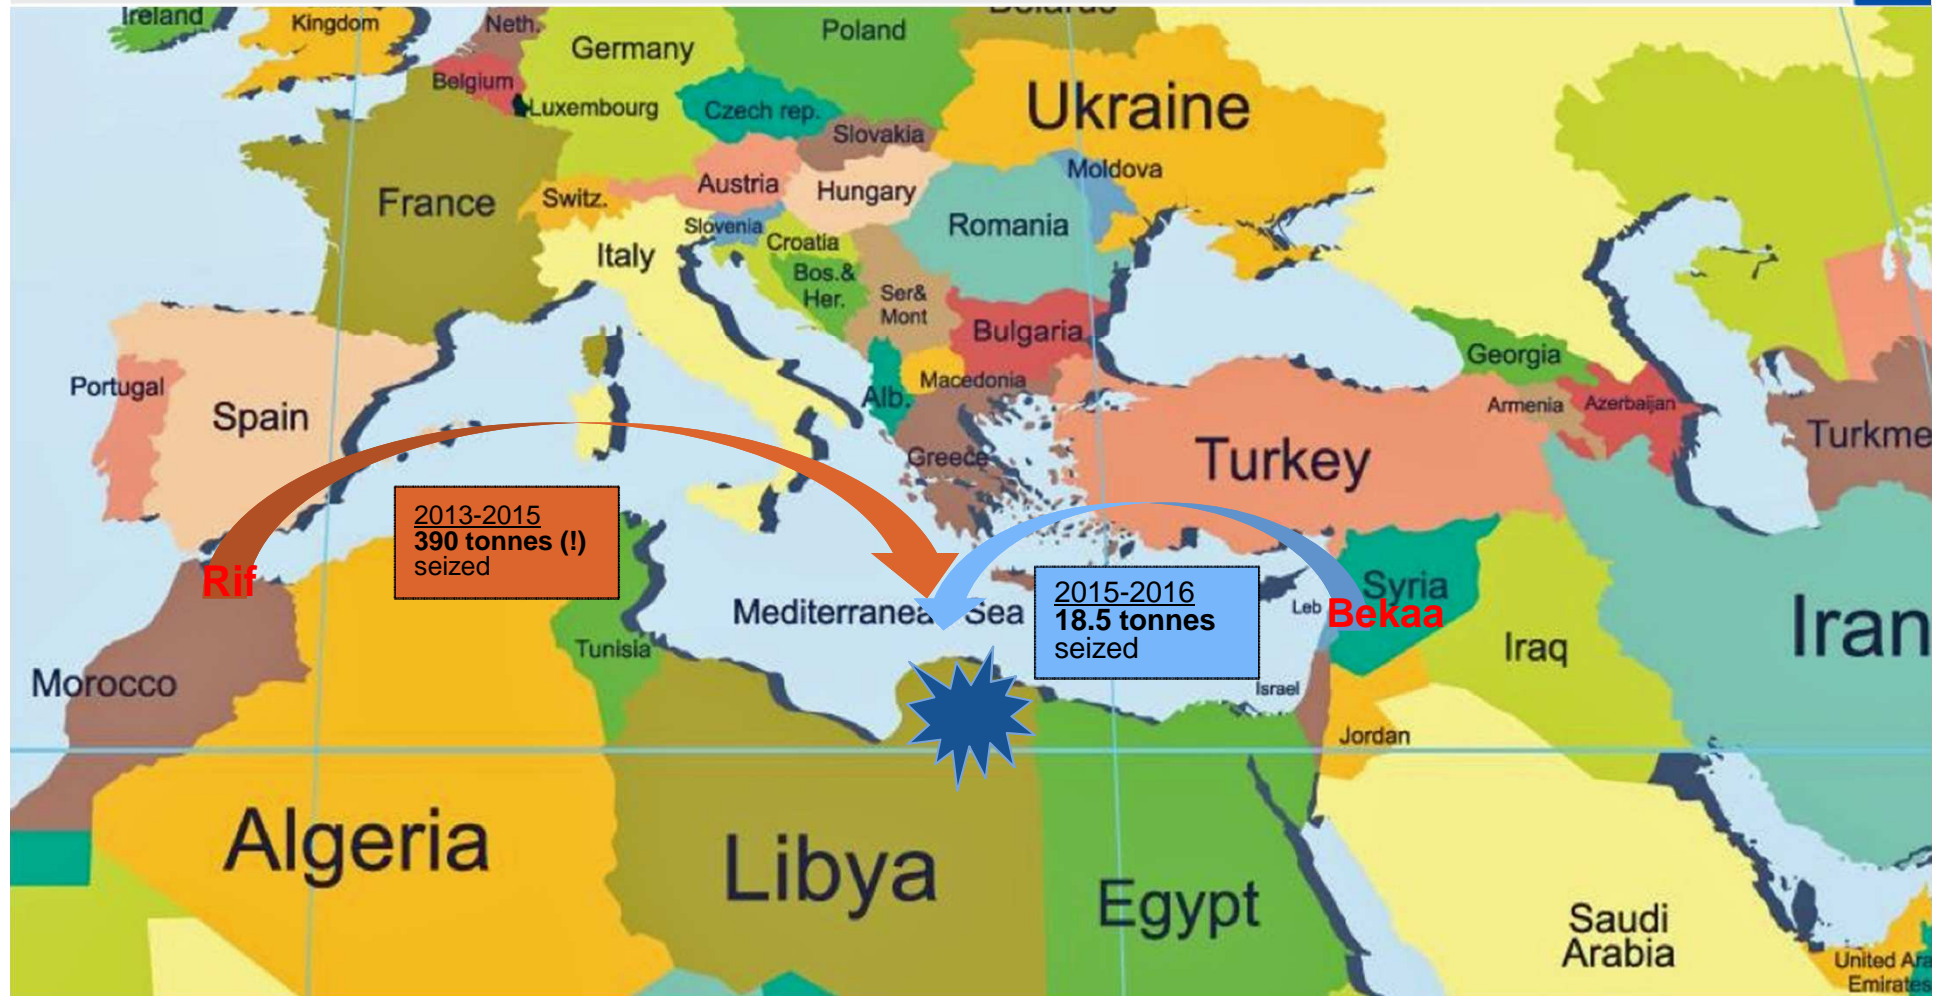 Ireland
Kingdom
Neth.
Germany
Poland
Belgium
Luxembourg
Czech rep.
Ukraine
Slovakia
Moldova
France
Switz.
Austria
Hungary
Slovenia
Romania
Croatia
Italy
Bos.&
Her.
Ser&
Mont
Bulgaria
Georgia
Portugal
Spain
Macedonia
Alb.
Armenia
Azerbaijan
Turkme
Greece
Turkey
2013-2015
390 tonnes (!)
seized
Rif
Mediterranea Sea
2015-2016
18.5 tonnes
seized
Leb
Syria
Bekaa
Iran
Iraq
Tunisia
Morocco
Israel
Jordan
Algeria
Libya
Egypt
Saudi
Arabia
United Ara
Emirates